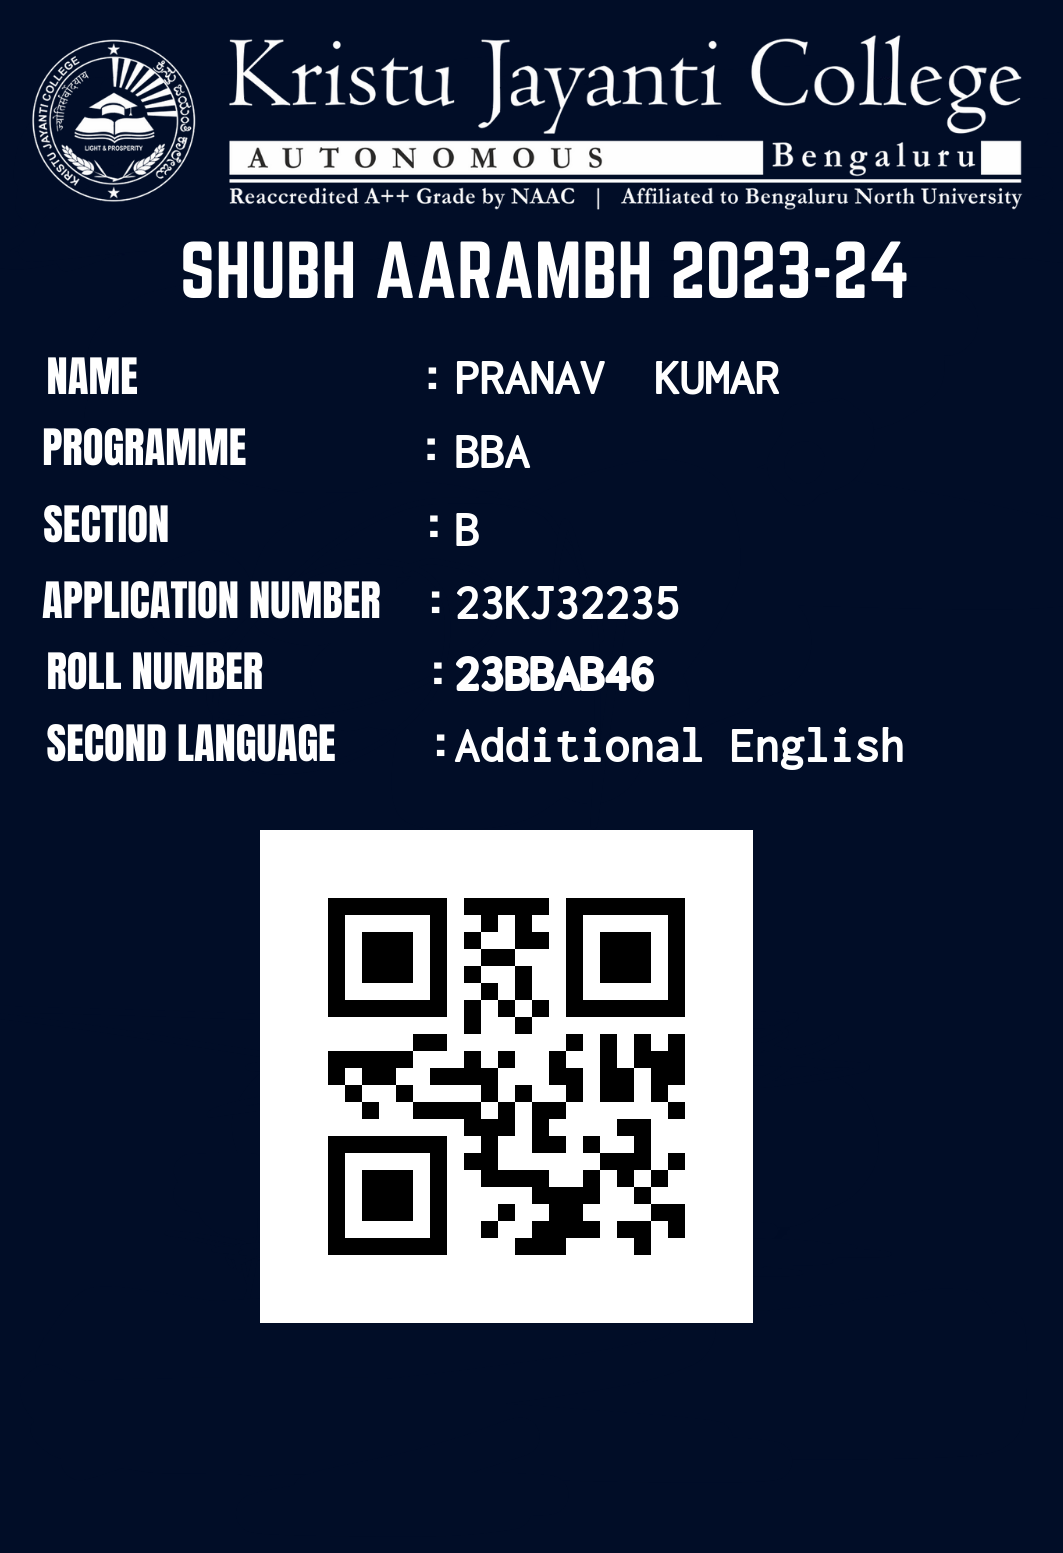 Kristu Jayanti College
AUTONOMOUS Bengaluru
Reaccredited A++ Grade by NAAC | Affiliated to Bengaluru North University
KRISTU JAYANTI COLLEGE
LIGHT & PROSPERITY
SHUBH AARAMBH 2023-24
NAME : PRANAV KUMAR
PROGRAMME : BBA
SECTION : B
APPLICATION NUMBER : 23KJ32235
ROLL NUMBER : 23BBAB46
SECOND LANGUAGE : Additional English